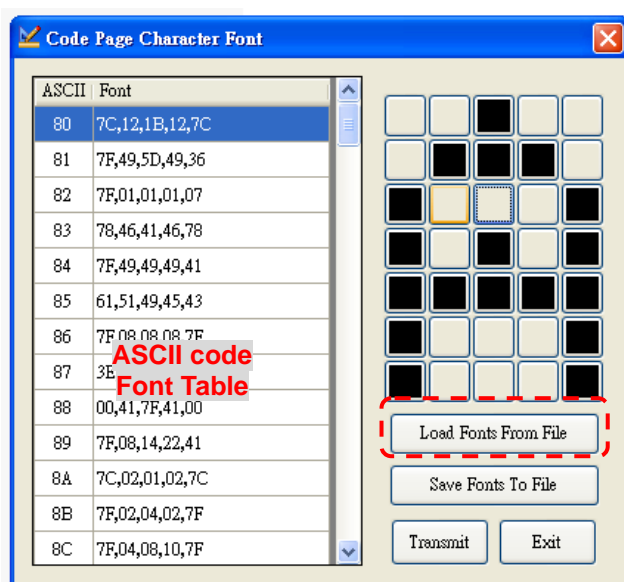 Code Page Character Font
ASCII Font
80 7C,12,1B,12,7C
81 7F,49,5D,49,36
82 7F,01,01,01,07
83 78,46,41,46,78
84 7F,49,49,49,41
85 61,51,49,45,43
86 7F,08,08,08,7F
87 3E
ASCII code
Font Table
88 00,41,7F,41,00
89 7F,08,14,22,41
8A 7C,02,01,02,7C
8B 7F,02,04,02,7F
8C 7F,04,08,10,7F
Load Fonts From File
Save Fonts To File
Transmit Exit